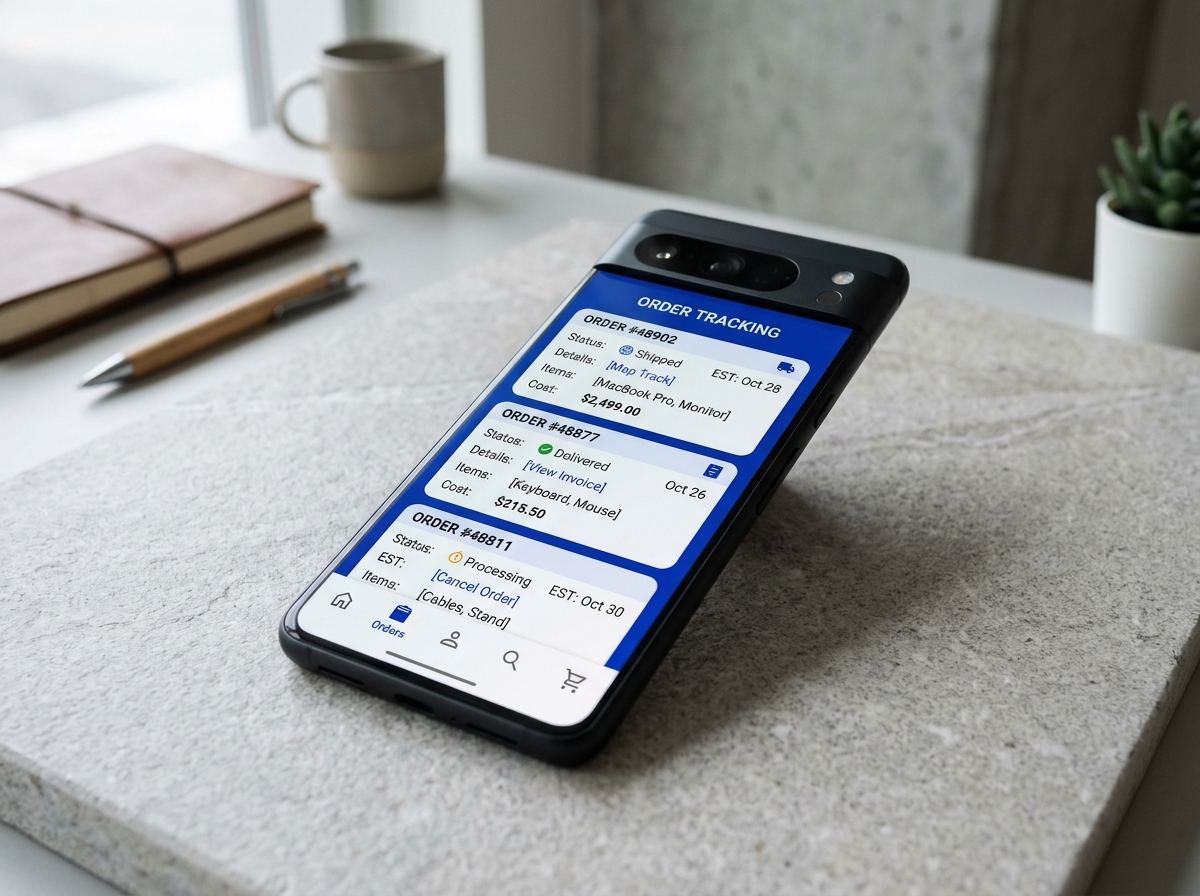 ORDER TRACKING
ORDER #48902
Status: Shipped EST: Oct 28
Details: [Map Track]
Items: [MacBook Pro, Monitor]
Cost: $2,499.00
ORDER #48877
Status: Delivered Oct 26
Details: [View Invoice]
Items: [Keyboard, Mouse]
Cost: $215.50
ORDER #48811
Status: Processing EST: Oct 30
EST: [Cancel Order]
Items: [Cables, Stand]
Orders